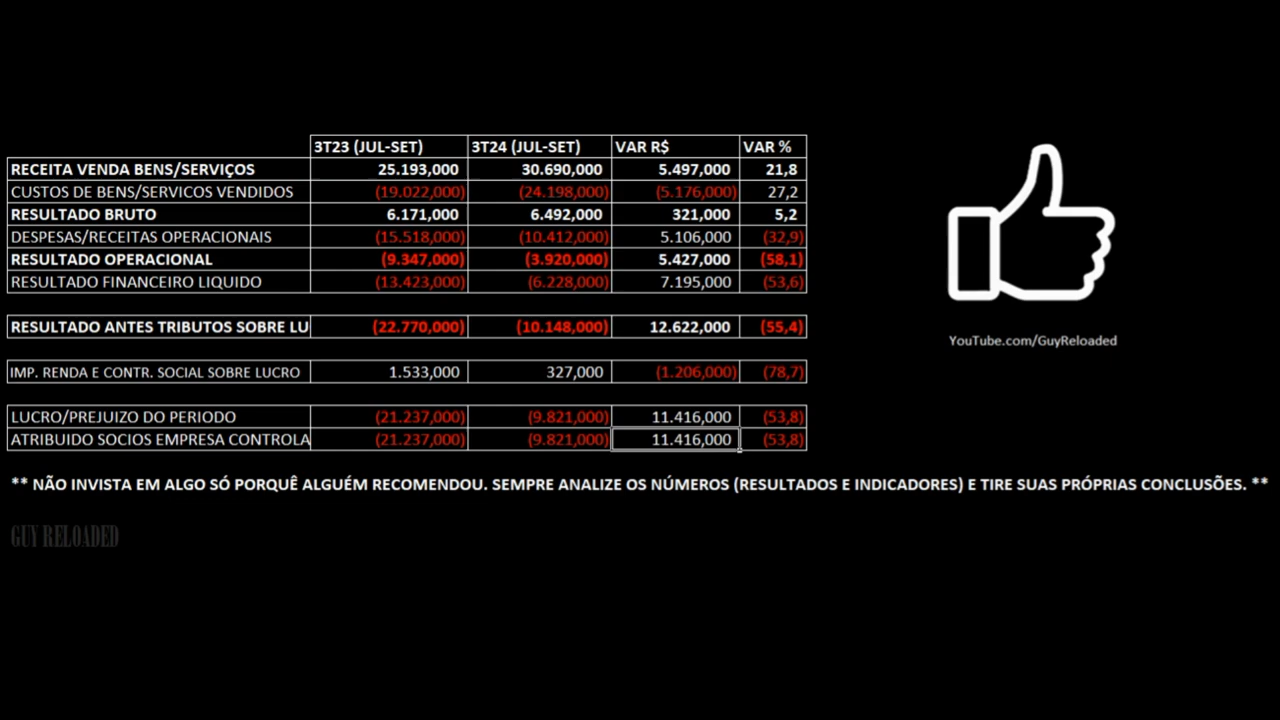 3T23 (JUL-SET) 3T24 (JUL-SET) VAR R$ VAR %
RECEITA VENDA BENS/SERVIÇOS 25.193,000 30.690,000 5.497,000 21,8
CUSTOS DE BENS/SERVICOS VENDIDOS (19.022,000) (24.198,000) (5.176,000) 27,2
RESULTADO BRUTO 6.171,000 6.492,000 321,000 5,2
DESPESAS/RECEITAS OPERACIONAIS (15.518,000) (10.412,000) 5.106,000 (32,9)
RESULTADO OPERACIONAL (9.347,000) (3.920,000) 5.427,000 (58,1)
RESULTADO FINANCEIRO LIQUIDO (13.423,000) (6.228,000) 7.195,000 (53,6)
RESULTADO ANTES TRIBUTOS SOBRE LU (22.770,000) (10.148,000) 12.622,000 (55,4)
IMP. RENDA E CONTR. SOCIAL SOBRE LUCRO 1.533,000 327,000 (1.206,000) (78,7)
LUCRO/PREJUIZO DO PERIODO (21.237,000) (9.821,000) 11.416,000 (53,8)
ATRIBUIDO SOCIOS EMPRESA CONTROLA (21.237,000) (9.821,000) 11.416,000 (53,8)
YouTube.com/GuyReloaded
** NÃO INVISTA EM ALGO SÓ PORQUÊ ALGUÉM RECOMENDOU. SEMPRE ANALIZE OS NÚMEROS (RESULTADOS E INDICADORES) E TIRE SUAS PRÓPRIAS CONCLUSÕES. **
GUY RELOADED